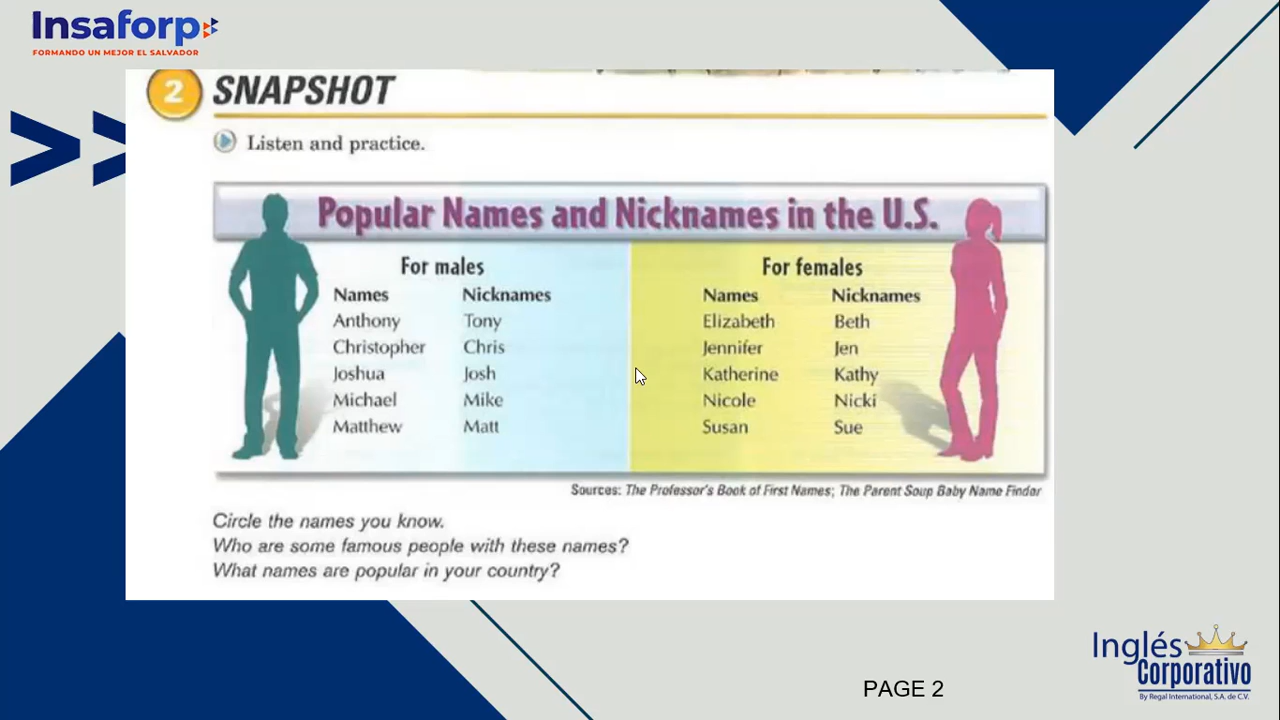 Insaforp
FORMANDO UN MEJOR EL SALVADOR
2 SNAPSHOT
Listen and practice.
Popular Names and Nicknames in the U.S.
For males
Names Nicknames
Anthony Tony
Christopher Chris
Joshua Josh
Michael Mike
Matthew Matt
For females
Names Nicknames
Elizabeth Beth
Jennifer Jen
Katherine Kathy
Nicole Nicki
Susan Sue
Sources: The Professor's Book of First Names; The Parent Soup Baby Name Finder
Circle the names you know.
Who are some famous people with these names?
What names are popular in your country?
Inglés
Corporativo
By Regal International, S.A. de C.V.
PAGE 2